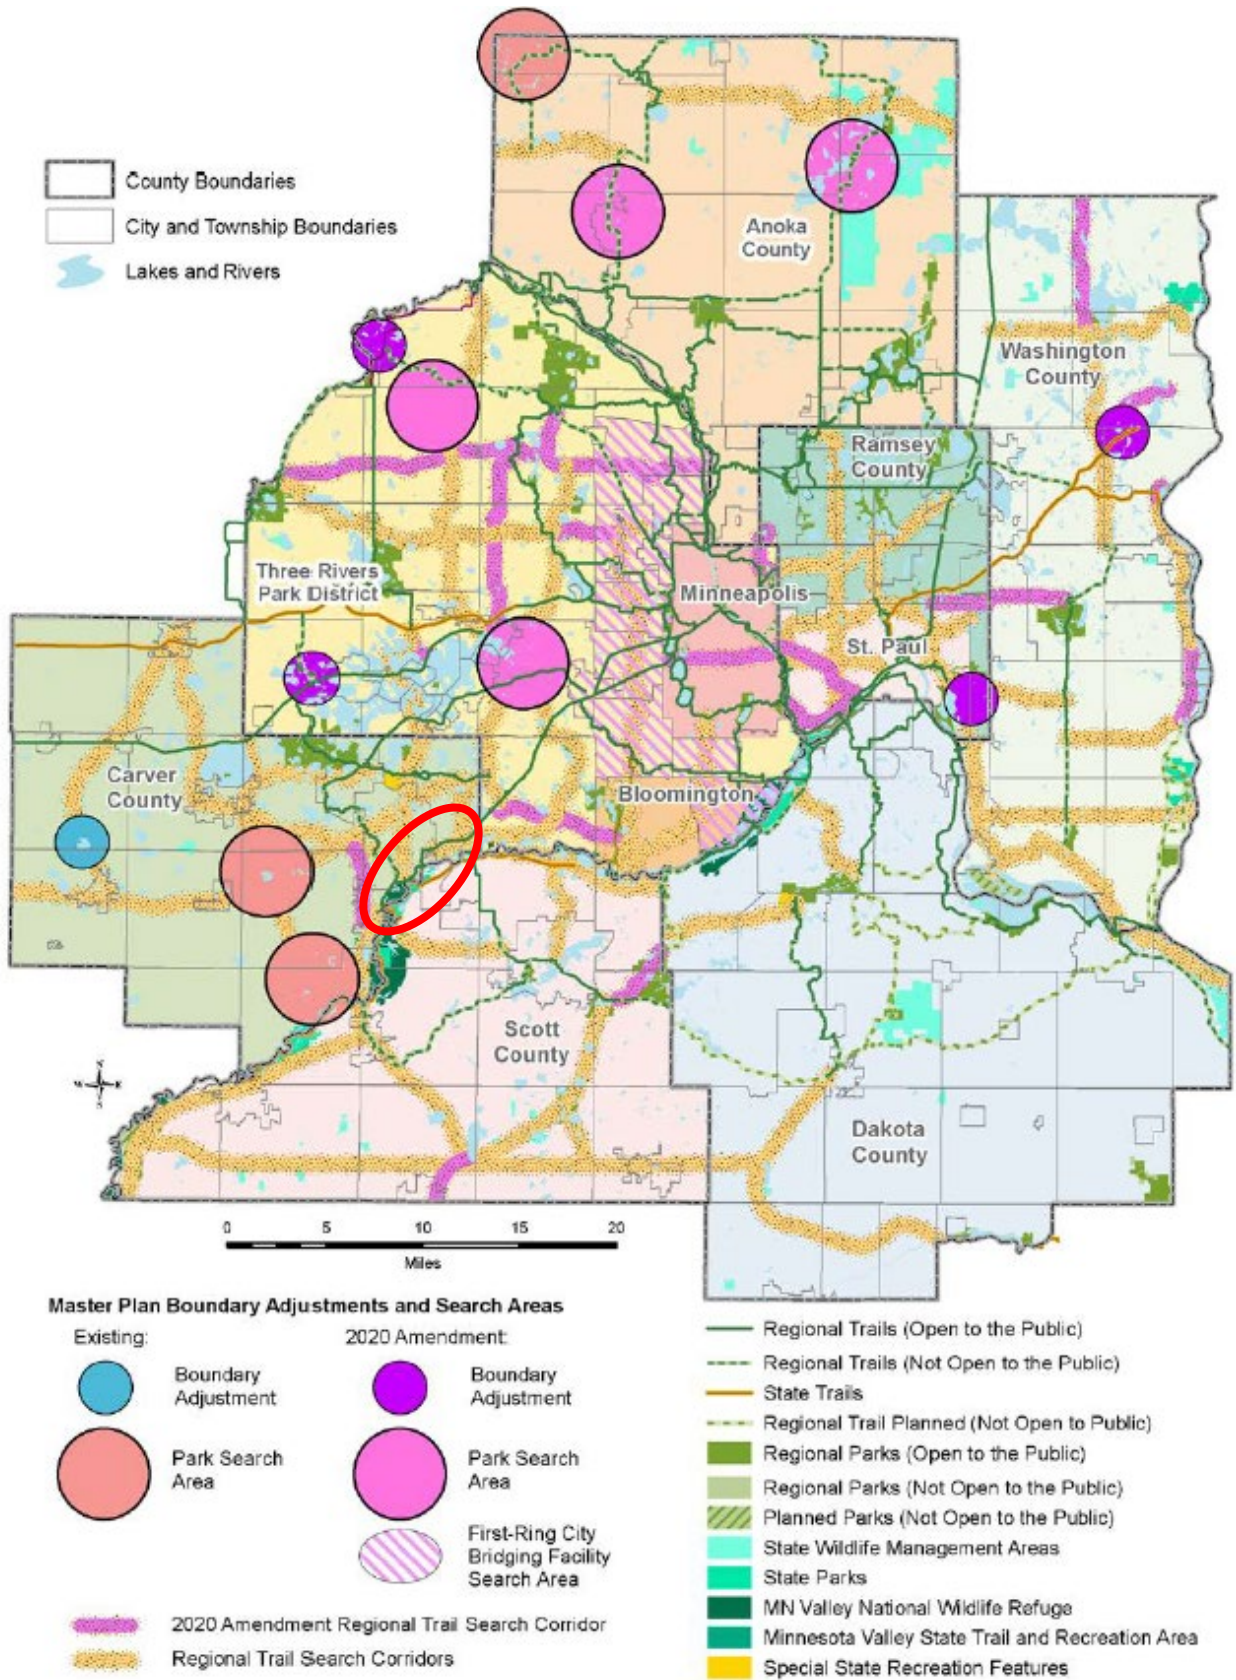 County Boundaries
City and Township Boundaries
Lakes and Rivers
Anoka
County
Washington
County
Ramsey
County
Three Rivers
Park District
Minneapolis
St. Paul
Carver
County
Bloomington
Scott
County
Dakota
County
N
W
E
S
0 5 10 15 20
Miles
Master Plan Boundary Adjustments and Search Areas
Existing:
Boundary
Adjustment
Park Search
Area
2020 Amendment:
Boundary
Adjustment
Park Search
Area
First-Ring City
Bridging Facility
Search Area
2020 Amendment Regional Trail Search Corridor
Regional Trail Search Corridors
Regional Trails (Open to the Public)
Regional Trails (Not Open to the Public)
State Trails
Regional Trail Planned (Not Open to Public)
Regional Parks (Open to the Public)
Regional Parks (Not Open to the Public)
Planned Parks (Not Open to the Public)
State Wildlife Management Areas
State Parks
MN Valley National Wildlife Refuge
Minnesota Valley State Trail and Recreation Area
Special State Recreation Features